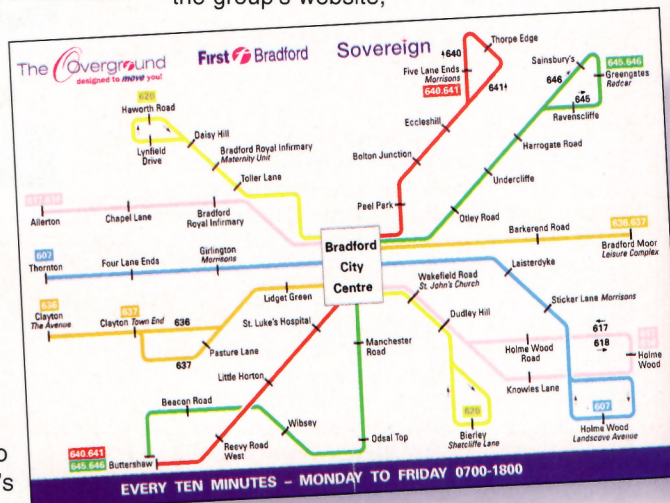 the group's website,
The Overground
designed to move you!
First Bradford
Sovereign
640
Thorpe Edge
Five Lane Ends
Morrisons
640.641
641
Sainsbury's
645.646
646
Greengates
Redcar
645
Ravenscliffe
620
Haworth Road
Lynfield
Drive
Daisy Hill
Bradford Royal Infirmary
Maternity Unit
Toller Lane
Eccleshill
Bolton Junction
Harrogate Road
Undercliffe
Peel Park
Otley Road
617.618
Allerton
Chapel Lane
Bradford
Royal Infirmary
Bradford
City
Centre
Barkerend Road
636.637
Bradford Moor
Leisure Complex
607
Thornton
Four Lane Ends
Girlington
Morrisons
Laisterdyke
Wakefield Road
St. John's Church
Sticker Lane Morrisons
636
Clayton
The Avenue
637
Clayton Town End
636
Lidget Green
637
Pasture Lane
St. Luke's Hospital
Dudley Hill
617
618
Holme Wood
Road
Holme
Wood
Knowles Lane
Manchester
Road
Little Horton
Beacon Road
Wibsey
620
Bierley
Shetcliffe Lane
607
Holme Wood
Landscove Avenue
640.641
645.646
Buttershaw
Reevy Road
West
Odsal Top
EVERY TEN MINUTES – MONDAY TO FRIDAY 0700-1800